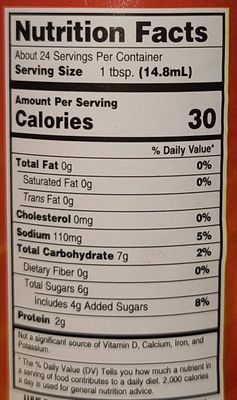 Nutrition Facts
About 24 Servings Per Container
Serving Size 1 tbsp. (14.8mL)
Amount Per Serving
Calories 30
% Daily Value*
Total Fat 0g 0%
Saturated Fat 0g 0%
Trans Fat 0g
Cholesterol 0mg 0%
Sodium 110mg 5%
Total Carbohydrate 7g 2%
Dietary Fiber 0g 0%
Total Sugars 6g
Includes 4g Added Sugars 8%
Protein 2g
Not a significant source of Vitamin D, Calcium, Iron, and
Potassium.
* The % Daily Value (DV) Tells you how much a nutrient in
a serving of food contributes to a daily diet. 2,000 calories
a day is used for general nutrition advice.